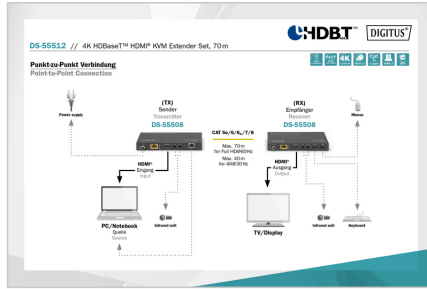 HDBT
DIGITUS®
DS-55512 // 4K HDBaseT™ HDMI® KVM Extender Set, 70m
Punkt-zu-Punkt Verbindung
Point-to-Point Connection
4K
Power supply
(TX)
Sender
Transmitter
DS-55508
CAT 5e/6/6A/7/8
Max. 70m
for Full HD@60Hz
Max. 40m
for 4K@30Hz
(RX)
Empfänger
Receiver
DS-55508
Mouse
HDMI®
Eingang
Input
HDMI®
Ausgang
Output
PC/Notebook
Quelle
Source
Infrared unit
TV/Display
Infrared unit
Keyboard